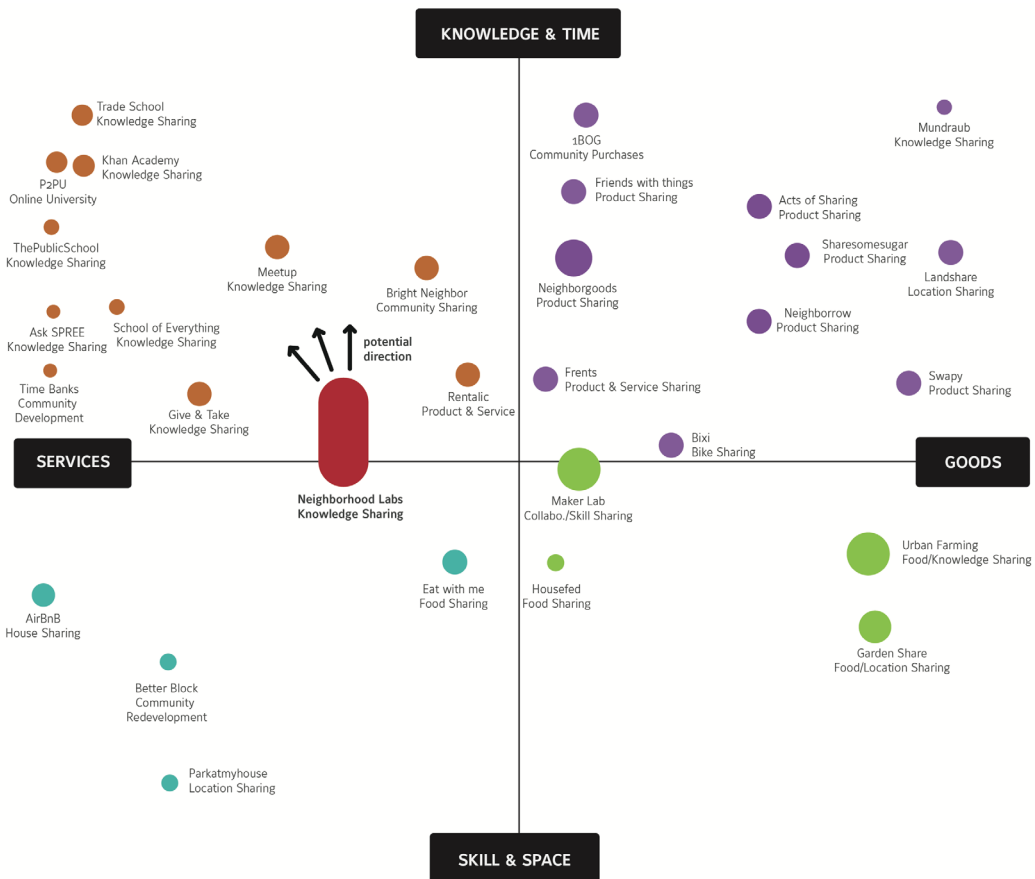 KNOWLEDGE & TIME
Trade School
Knowledge Sharing
Khan Academy
Knowledge Sharing
P2PU
Online University
ThePublicSchool
Knowledge Sharing
Meetup
Knowledge Sharing
Bright Neighbor
Community Sharing
Ask SPREE
Knowledge Sharing
School of Everything
Knowledge Sharing
potential
direction
Time Banks
Community
Development
Give & Take
Knowledge Sharing
Rentalic
Product & Service
1BOG
Community Purchases
Mundraub
Knowledge Sharing
Friends with things
Product Sharing
Acts of Sharing
Product Sharing
Sharesomesugar
Product Sharing
Landshare
Location Sharing
Neighborgoods
Product Sharing
Neighborrow
Product Sharing
Frents
Product & Service Sharing
Swapy
Product Sharing
Bixi
Bike Sharing
SERVICES
GOODS
Neighborhood Labs
Knowledge Sharing
Maker Lab
Collabo./Skill Sharing
Urban Farming
Food/Knowledge Sharing
Eat with me
Food Sharing
Housefed
Food Sharing
AirBnB
House Sharing
Garden Share
Food/Location Sharing
Better Block
Community
Redevelopment
Parkatmyhouse
Location Sharing
SKILL & SPACE